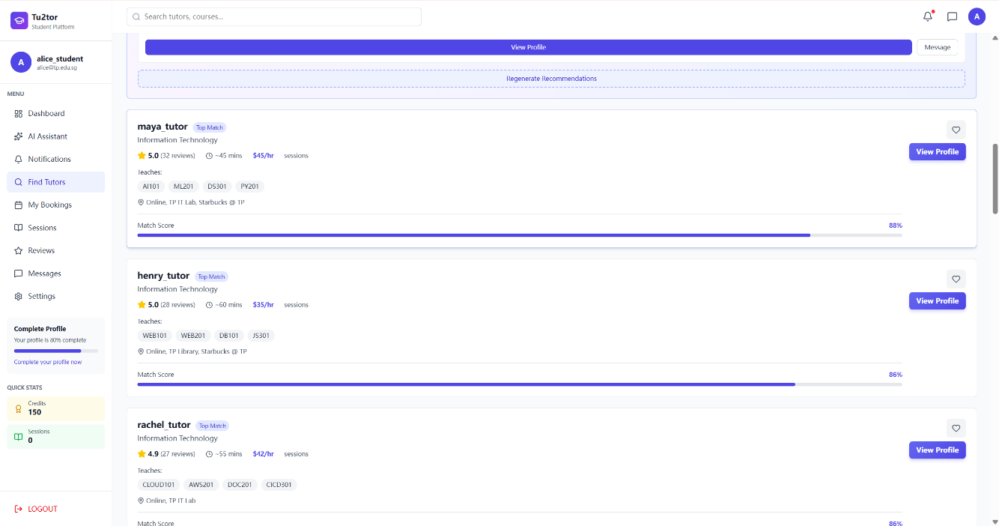 Tu2tor
Student Platform
Search tutors, courses...
A
A
alice_student
alice@tp.edu.sg
MENU
Dashboard
AI Assistant
Notifications
Find Tutors
My Bookings
Sessions
Reviews
Messages
Settings
Complete Profile
Your profile is 80% complete
Complete your profile now
QUICK STATS
Credits
150
Sessions
0
LOGOUT
View Profile
Message
Regenerate Recommendations
maya_tutor Top Match
Information Technology
5.0 (32 reviews) ~45 mins $45/hr sessions
View Profile
Teaches:
AI101 ML201 DS301 PY201
Online, TP IT Lab, Starbucks @ TP
Match Score 88%
henry_tutor Top Match
Information Technology
5.0 (28 reviews) ~60 mins $35/hr sessions
View Profile
Teaches:
WEB101 WEB201 DB101 JS301
Online, TP Library, Starbucks @ TP
Match Score 86%
rachel_tutor Top Match
Information Technology
4.9 (27 reviews) ~55 mins $42/hr sessions
View Profile
Teaches:
CLOUD101 AWS201 DOC201 CICD301
Online, TP IT Lab
Match Score 86%